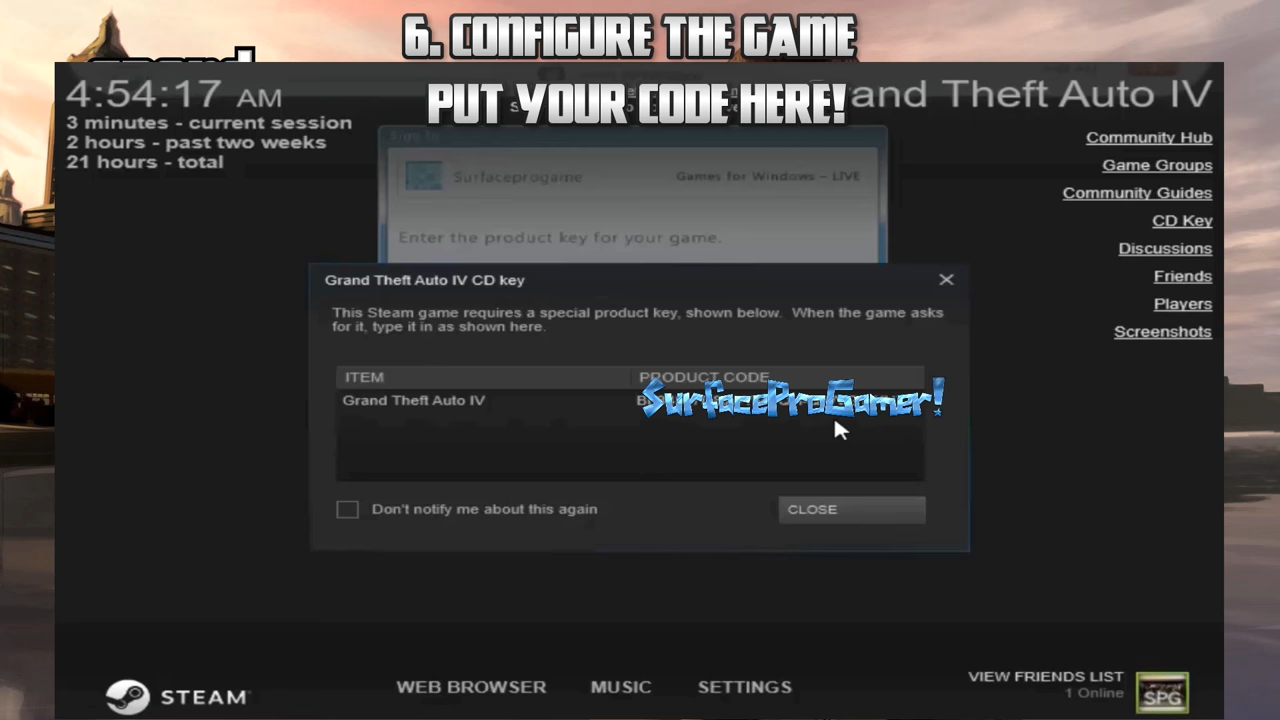 6. CONFIGURE THE GAME
PUT YOUR CODE HERE!
4:54:17 AM
3 minutes - current session
2 hours - past two weeks
21 hours - total
and Theft Auto IV
Community Hub
Game Groups
Community Guides
CD Key
Discussions
Friends
Players
Screenshots
Sign In
Surfaceprogame
Games for Windows – LIVE
Enter the product key for your game.
Grand Theft Auto IV CD key
This Steam game requires a special product key, shown below. When the game asks
for it, type it in as shown here.
ITEM
PRODUCT CODE
Grand Theft Auto IV
SurfaceProGamer!
Don't notify me about this again
CLOSE
STEAM
WEB BROWSER
MUSIC
SETTINGS
VIEW FRIENDS LIST
1 Online
SPG